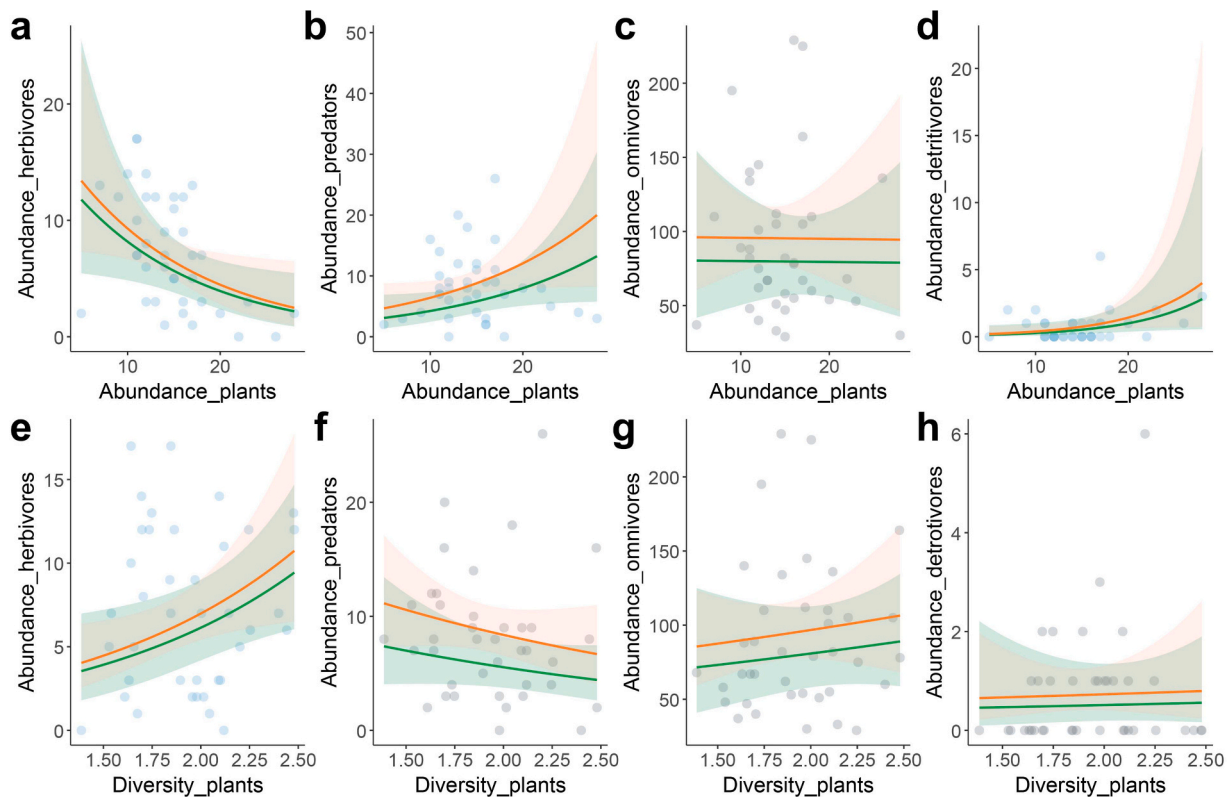 a
Abundance_herbivores
20
10
0
10
20
Abundance_plants
b
Abundance_predators
50
40
30
20
10
0
10
20
Abundance_plants
c
Abundance_omnivores
200
150
100
50
10
20
Abundance_plants
d
Abundance_detritivores
20
15
10
5
0
10
20
Abundance_plants
e
Abundance_herbivores
15
10
5
0
1.50
1.75
2.00
2.25
2.50
Diversity_plants
f
Abundance_predators
20
10
0
1.50
1.75
2.00
2.25
2.50
Diversity_plants
g
Abundance_omnivores
200
150
100
50
1.50
1.75
2.00
2.25
2.50
Diversity_plants
h
Abundance_detrotivores
6
4
2
0
1.50
1.75
2.00
2.25
2.50
Diversity_plants